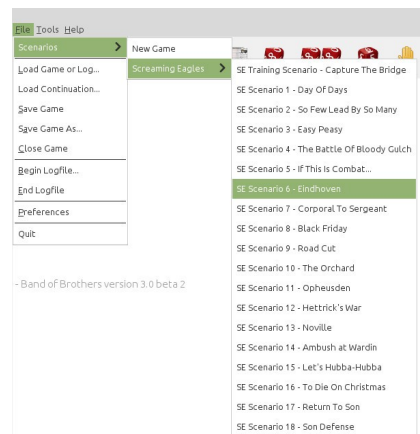 File Tools Help
Scenarios
Load Game or Log...
Load Continuation...
Save Game
Save Game As...
Close Game
Begin Logfile...
End Logfile
Preferences
Quit
New Game
Screaming Eagles
SE Training Scenario - Capture The Bridge
SE Scenario 1 - Day Of Days
SE Scenario 2 - So Few Lead By So Many
SE Scenario 3 - Easy Peasy
SE Scenario 4 - The Battle Of Bloody Gulch
SE Scenario 5 - If This Is Combat...
SE Scenario 6 - Eindhoven
SE Scenario 7 - Corporal To Sergeant
SE Scenario 8 - Black Friday
SE Scenario 9 - Road Cut
SE Scenario 10 - The Orchard
SE Scenario 11 - Opheusden
SE Scenario 12 - Hettrick's War
SE Scenario 13 - Noville
SE Scenario 14 - Ambush at Wardin
SE Scenario 15 - Let's Hubba-Hubba
SE Scenario 16 - To Die On Christmas
SE Scenario 17 - Return To Son
SE Scenario 18 - Son Defense
- Band of Brothers version 3.0 beta 2